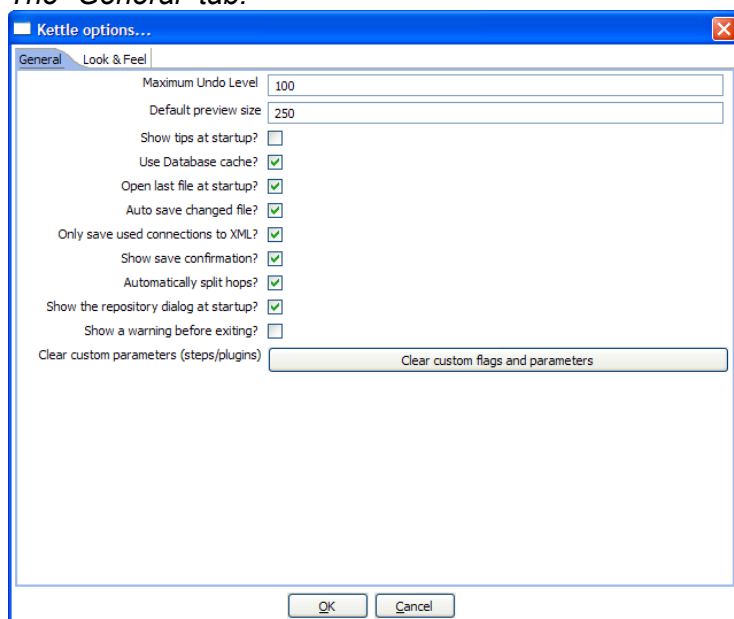 The "General" tab:
Kettle options...
General Look & Feel
Maximum Undo Level 100
Default preview size 250
Show tips at startup?
Use Database cache?
Open last file at startup?
Auto save changed file?
Only save used connections to XML?
Show save confirmation?
Automatically split hops?
Show the repository dialog at startup?
Show a warning before exiting?
Clear custom parameters (steps/plugins) Clear custom flags and parameters
OK Cancel